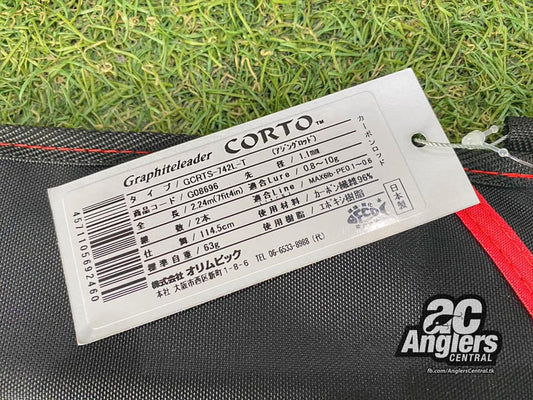 Graphiteleader CORTO™
(アジングロッド) カーボンロッド
タイプ / GCRTS-742L-T
商品コード / G08696 先径 / 1.1mm
全長 / 2.24m(7fit4in) 適合Lure / 0.8～10g
継数 / 2本 適合Line / MAX6lb・PE0.1～0.6
仕舞 / 114.5cm 使用材料 / カーボン繊維96%
標準自重 / 63g 使用樹脂 / エポキシ樹脂
日本製
株式会社 オリムピック TEL 06-6533-8988 (代)
本社 大阪市西区新町1-8-6
4571105692460
AC
Anglers
CENTRAL
fb.com/AnglersCentral.tk